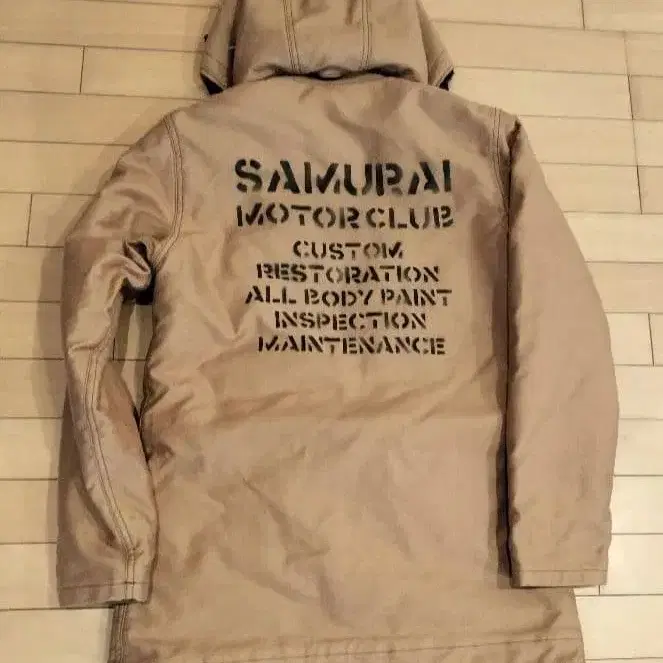 SAMURAI
MOTOR CLUB
CUSTOM
RESTORATION
ALL BODY PAINT
INSPECTION
MAINTENANCE